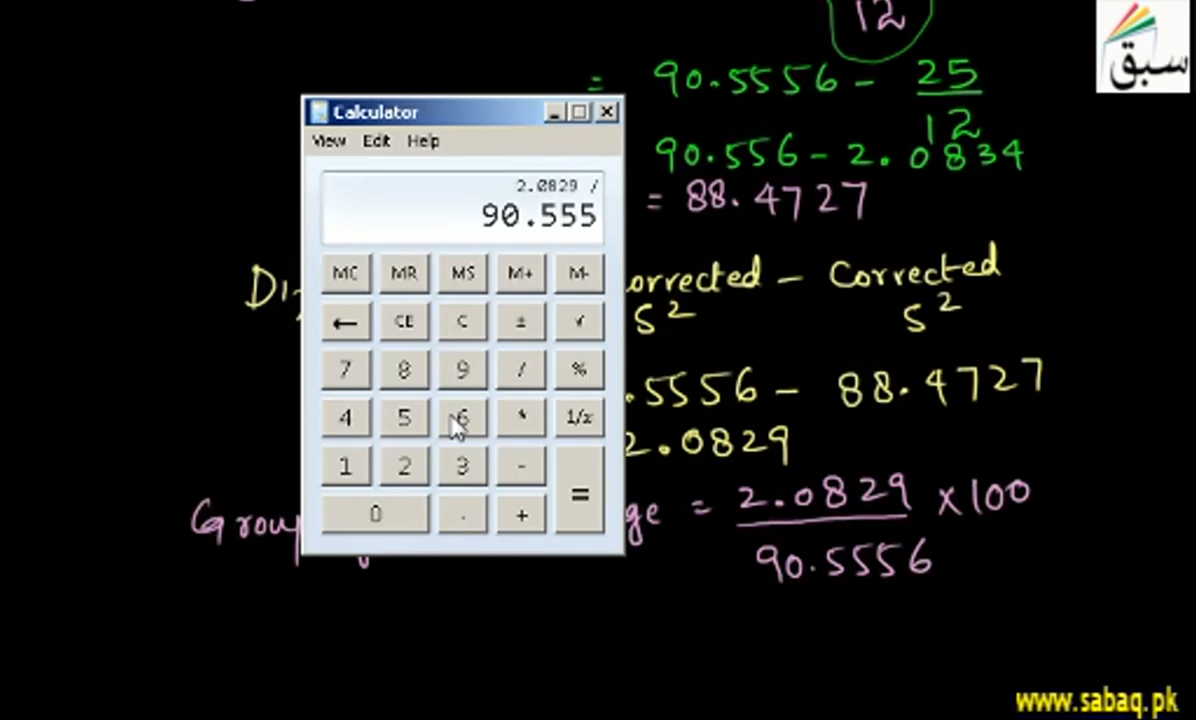 12
سبق
= 90.5556 - 25
12
90.556 - 2.0834
= 88.4727
Calculator
View Edit Help
2.0829 /
90.555
MC MR MS M+ M-
← CE C ± √
7 8 9 / %
4 5 6 * 1/x
1 2 3 -
0 . + =
orrected - Corrected
S² S²
.5556 - 88.4727
2.0829
Group ge = 2.0829 × 100
90.5556
www.sabaq.pk